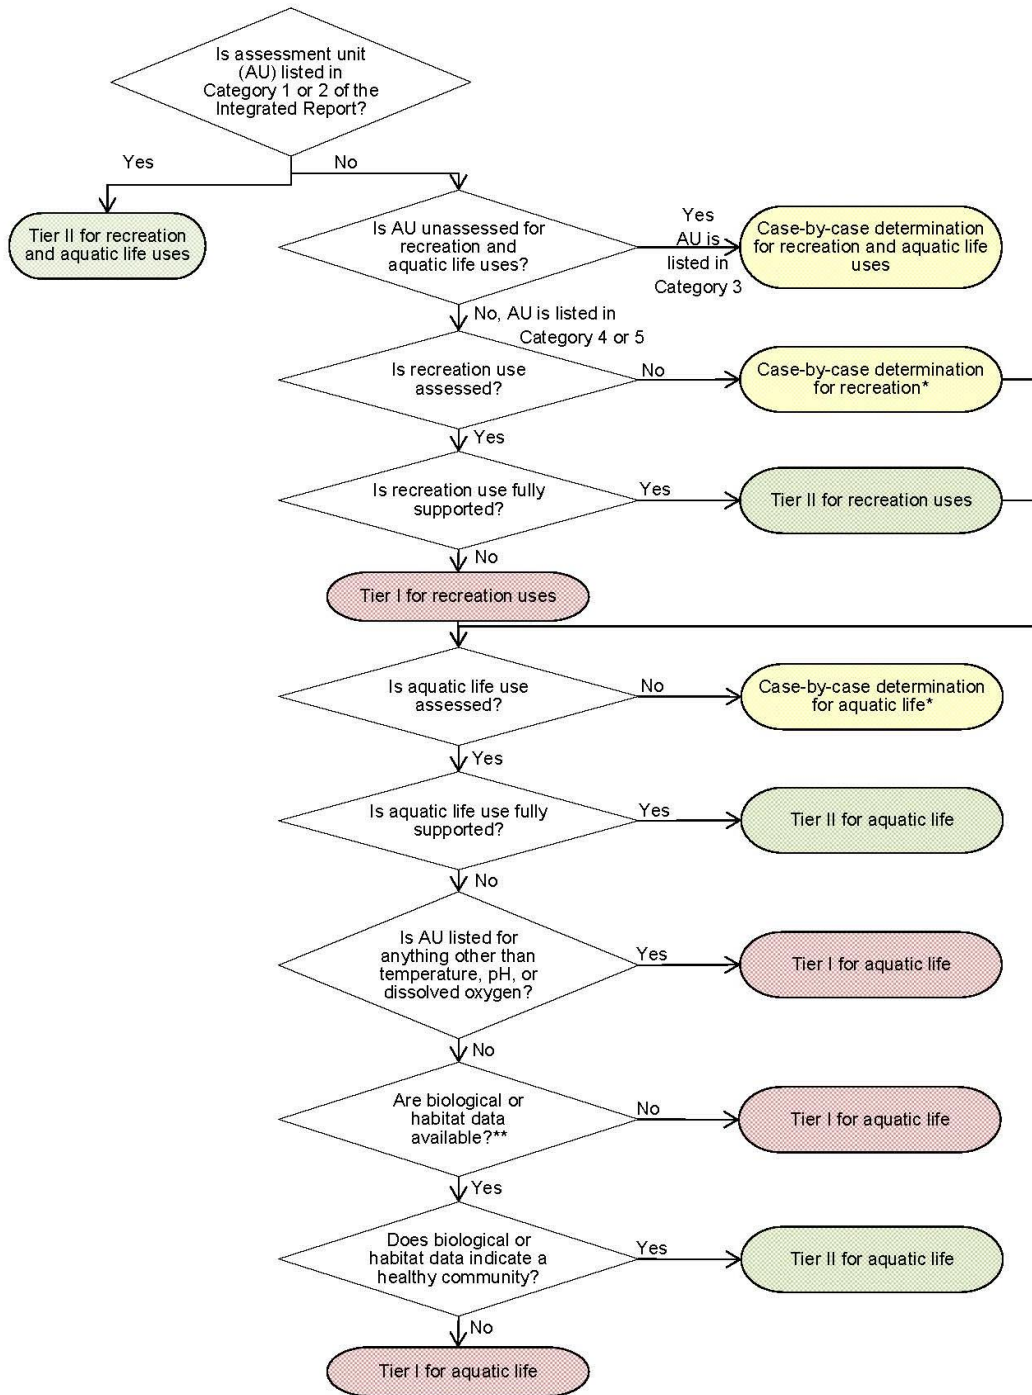 Is assessment unit
(AU) listed in
Category 1 or 2 of the
Integrated Report?
Yes
No
Tier II for recreation
and aquatic life uses
Is AU unassessed for
recreation and
aquatic life uses?
Yes
AU is
listed in
Category 3
Case-by-case determination
for recreation and aquatic life
uses
No, AU is listed in
Category 4 or 5
Is recreation use
assessed?
No
Case-by-case determination
for recreation*
Yes
Is recreation use fully
supported?
Yes
Tier II for recreation uses
No
Tier I for recreation uses
Is aquatic life use
assessed?
No
Case-by-case determination
for aquatic life*
Yes
Is aquatic life use fully
supported?
Yes
Tier II for aquatic life
No
Is AU listed for
anything other than
temperature, pH, or
dissolved oxygen?
Yes
Tier I for aquatic life
No
Are biological or
habitat data
available?**
No
Tier I for aquatic life
Yes
Does biological or
habitat data indicate a
healthy community?
Yes
Tier II for aquatic life
No
Tier I for aquatic life